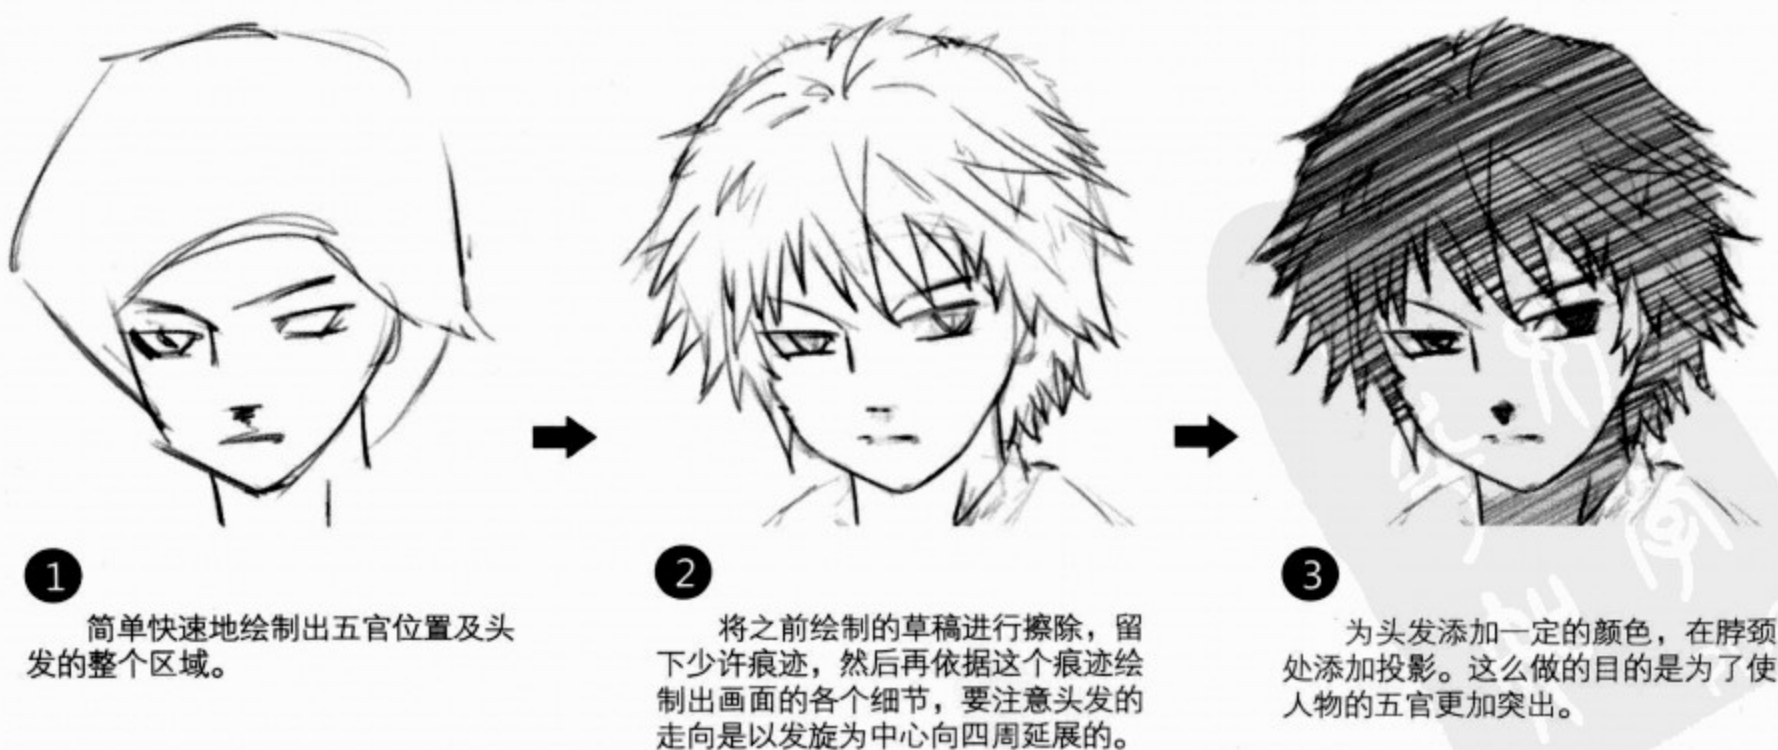 1
简单快速地绘制出五官位置及头
发的整个区域。
2
将之前绘制的草稿进行擦除，留
下少许痕迹，然后再依据这个痕迹绘
制出画面的各个细节，要注意头发的
走向是以发旋为中心向四周延展的。
3
为头发添加一定的颜色，在脖颈
处添加投影。这么做的目的是为了使
人物的五官更加突出。